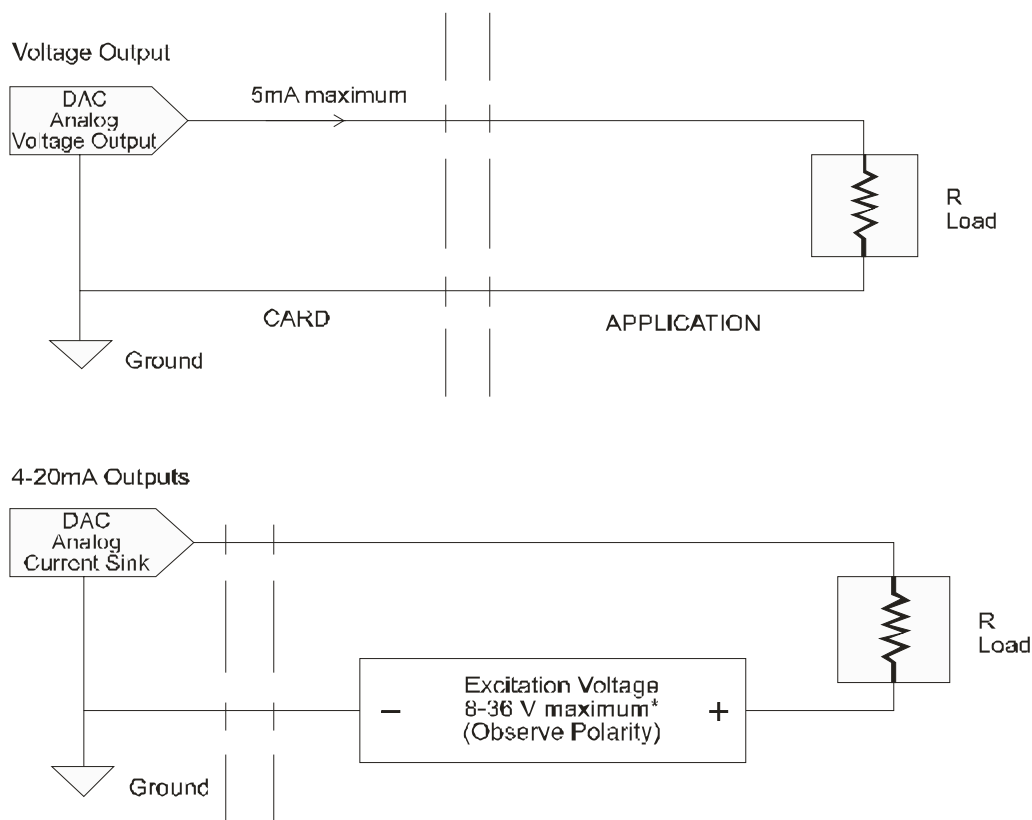 Voltage Output
DAC
Analog
Voltage Output
5mA maximum
R
Load
CARD
APPLICATION
Ground
4-20mA Outputs
DAC
Analog
Current Sink
R
Load
Excitation Voltage
− 8-36 V maximum* +
(Observe Polarity)
Ground